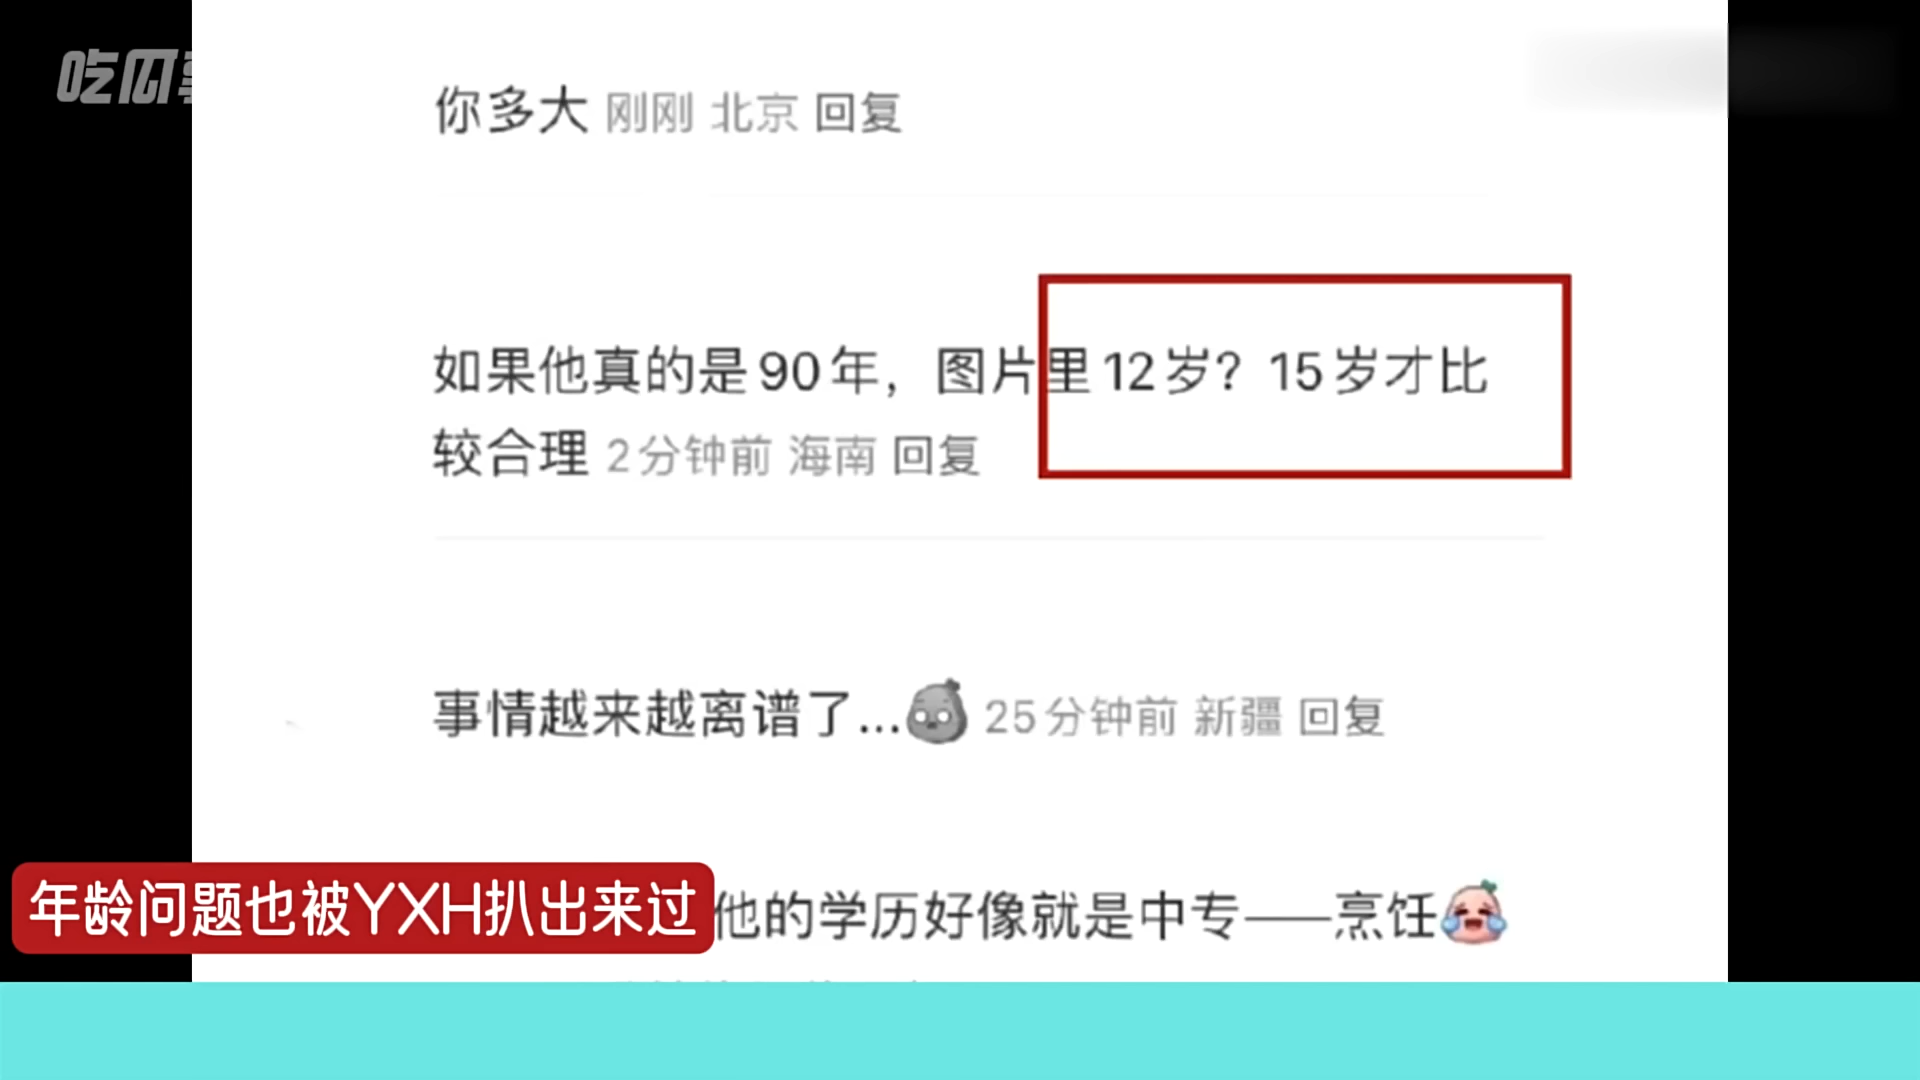 吃瓜
你多大 刚刚 北京 回复
如果他真的是90年，图片里12岁？15岁才比
较合理 2分钟前 海南 回复
事情越来越离谱了... 25分钟前 新疆 回复
他的学历好像就是中专——烹饪
年龄问题也被YXH扒出来过